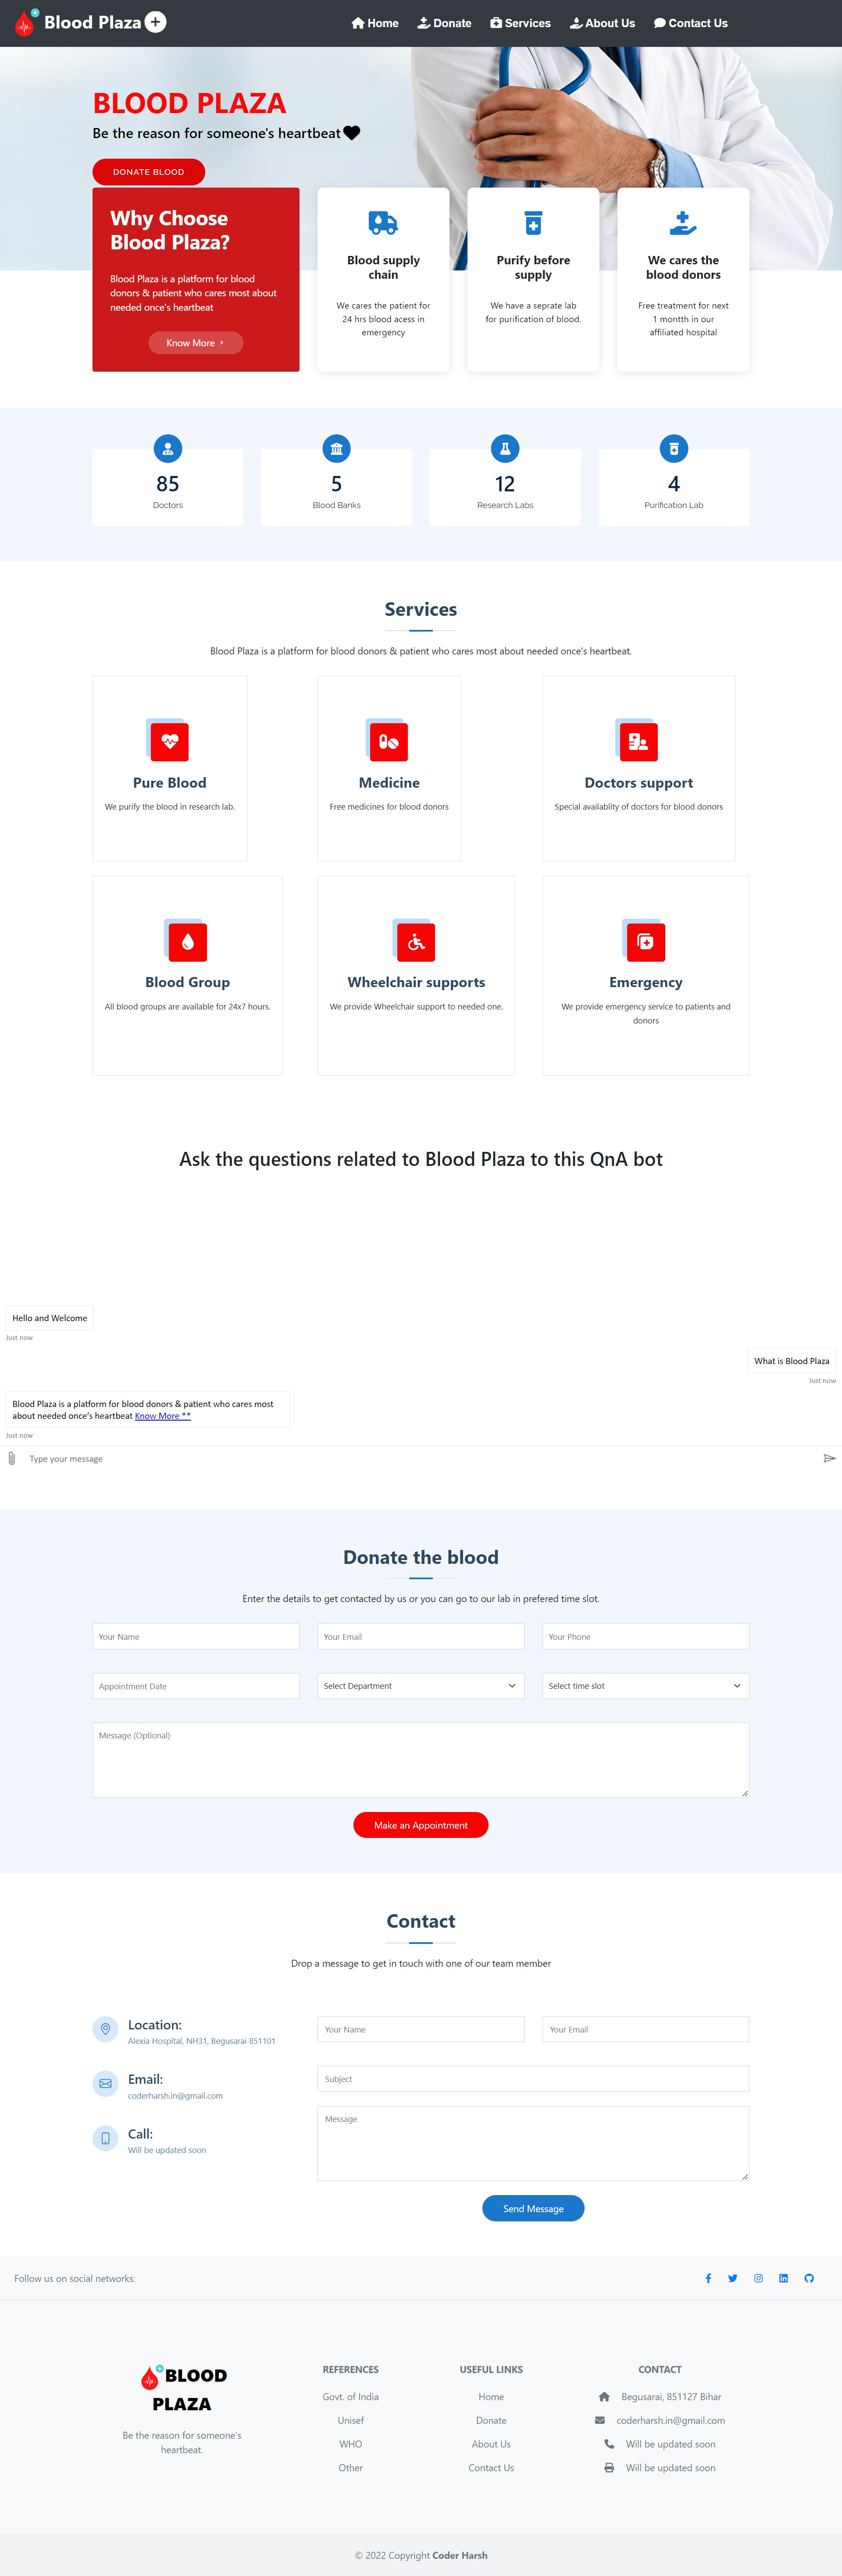 Blood Plaza
Home
Donate
Services
About Us
Contact Us
BLOOD PLAZA
Be the reason for someone's heartbeat
DONATE BLOOD
Why Choose
Blood Plaza?
Blood Plaza is a platform for blood
donors & patient who cares most about
needed once's heartbeat
Know More
Blood supply
chain
We cares the patient for
24 hrs blood acess in
emergency
Purify before
supply
We have a seprate lab
for purification of blood.
We cares the
blood donors
Free treatment for next
1 montth in our
affiliated hospital
85
Doctors
5
Blood Banks
12
Research Labs
4
Purification Lab
Services
Blood Plaza is a platform for blood donors & patient who cares most about needed once's heartbeat.
Pure Blood
We purify the blood in research lab.
Medicine
Free medicines for blood donors
Doctors support
Special availablity of doctors for blood donors
Blood Group
All blood groups are available for 24x7 hours.
Wheelchair supports
We provide Wheelchair support to needed one.
Emergency
We provide emergency service to patients and
donors
Ask the questions related to Blood Plaza to this QnA bot
Hello and Welcome
Just now
What is Blood Plaza
Just now
Blood Plaza is a platform for blood donors & patient who cares most
about needed once's heartbeat Know More **
Just now
Type your message
Donate the blood
Enter the details to get contacted by us or you can go to our lab in prefered time slot.
Your Name
Your Email
Your Phone
Appointment Date
Select Department
Select time slot
Message (Optional)
Make an Appointment
Contact
Drop a message to get in touch with one of our team member
Location:
Alexia Hospital, NH31, Begusarai 851101
Email:
coderharsh.in@gmail.com
Call:
Will be updated soon
Your Name
Your Email
Subject
Message
Send Message
Follow us on social networks:
BLOOD
PLAZA
Be the reason for someone's
heartbeat.
REFERENCES
Govt. of India
Unisef
WHO
Other
USEFUL LINKS
Home
Donate
About Us
Contact Us
CONTACT
Begusarai, 851127 Bihar
coderharsh.in@gmail.com
Will be updated soon
Will be updated soon
© 2022 Copyright Coder Harsh